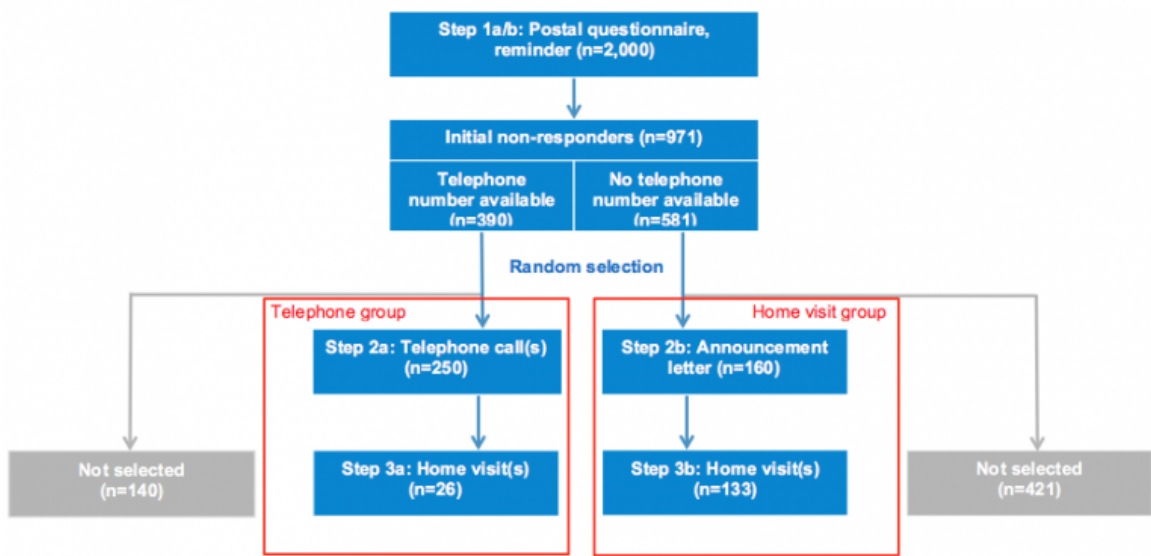 Step 1a/b: Postal questionnaire,
reminder (n=2,000)
Initial non-responders (n=971)
Telephone
number available
(n=390)
No telephone
number available
(n=581)
Random selection
Telephone group
Home visit group
Step 2a: Telephone call(s)
(n=250)
Step 2b: Announcement
letter (n=160)
Not selected
(n=140)
Step 3a: Home visit(s)
(n=26)
Step 3b: Home visit(s)
(n=133)
Not selected
(n=421)